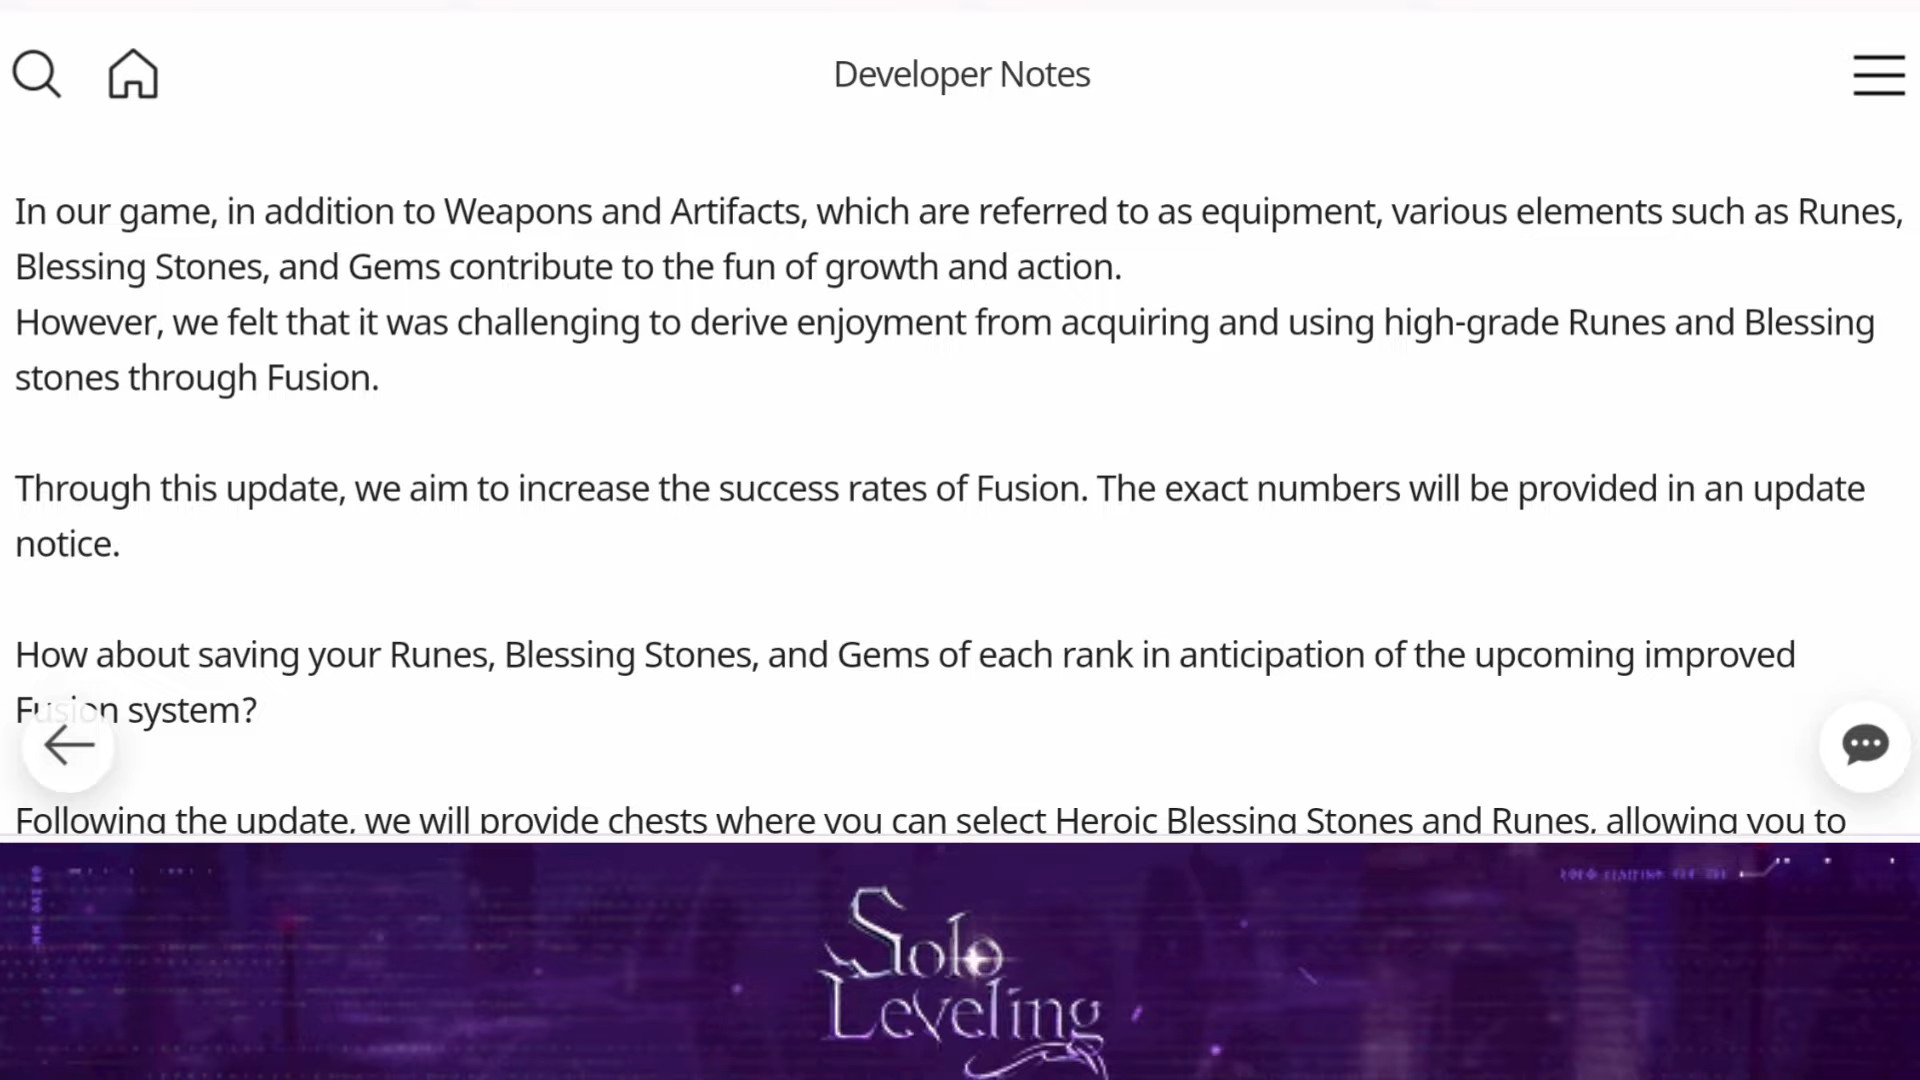 Developer Notes
In our game, in addition to Weapons and Artifacts, which are referred to as equipment, various elements such as Runes,
Blessing Stones, and Gems contribute to the fun of growth and action.
However, we felt that it was challenging to derive enjoyment from acquiring and using high-grade Runes and Blessing
stones through Fusion.
Through this update, we aim to increase the success rates of Fusion. The exact numbers will be provided in an update
notice.
How about saving your Runes, Blessing Stones, and Gems of each rank in anticipation of the upcoming improved
Fusion system?
Following the update, we will provide chests where you can select Heroic Blessing Stones and Runes, allowing you to
Solo
Leveling